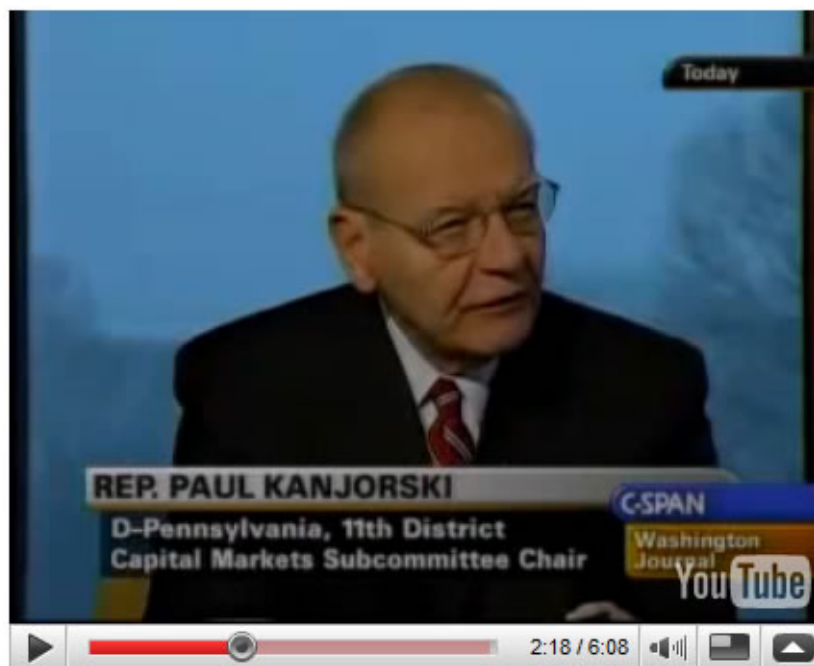 Today
REP. PAUL KANJORSKI
D-Pennsylvania, 11th District
Capital Markets Subcommittee Chair
C-SPAN
Washington
Journal
YouTube
2:18 / 6:08